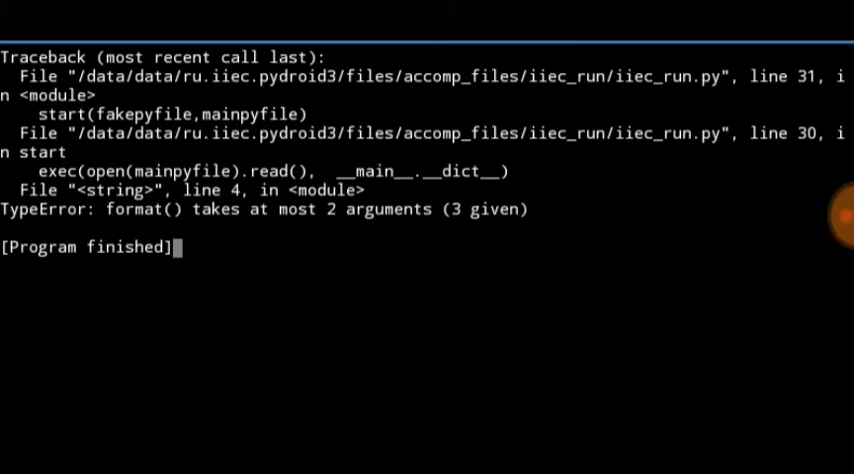 Traceback (most recent call last):
  File "/data/data/ru.iiec.pydroid3/files/accomp_files/iiec_run/iiec_run.py", line 31, i
n <module>
    start(fakepyfile,mainpyfile)
  File "/data/data/ru.iiec.pydroid3/files/accomp_files/iiec_run/iiec_run.py", line 30, i
n start
    exec(open(mainpyfile).read(),  __main__.__dict__)
  File "<string>", line 4, in <module>
TypeError: format() takes at most 2 arguments (3 given)

[Program finished]